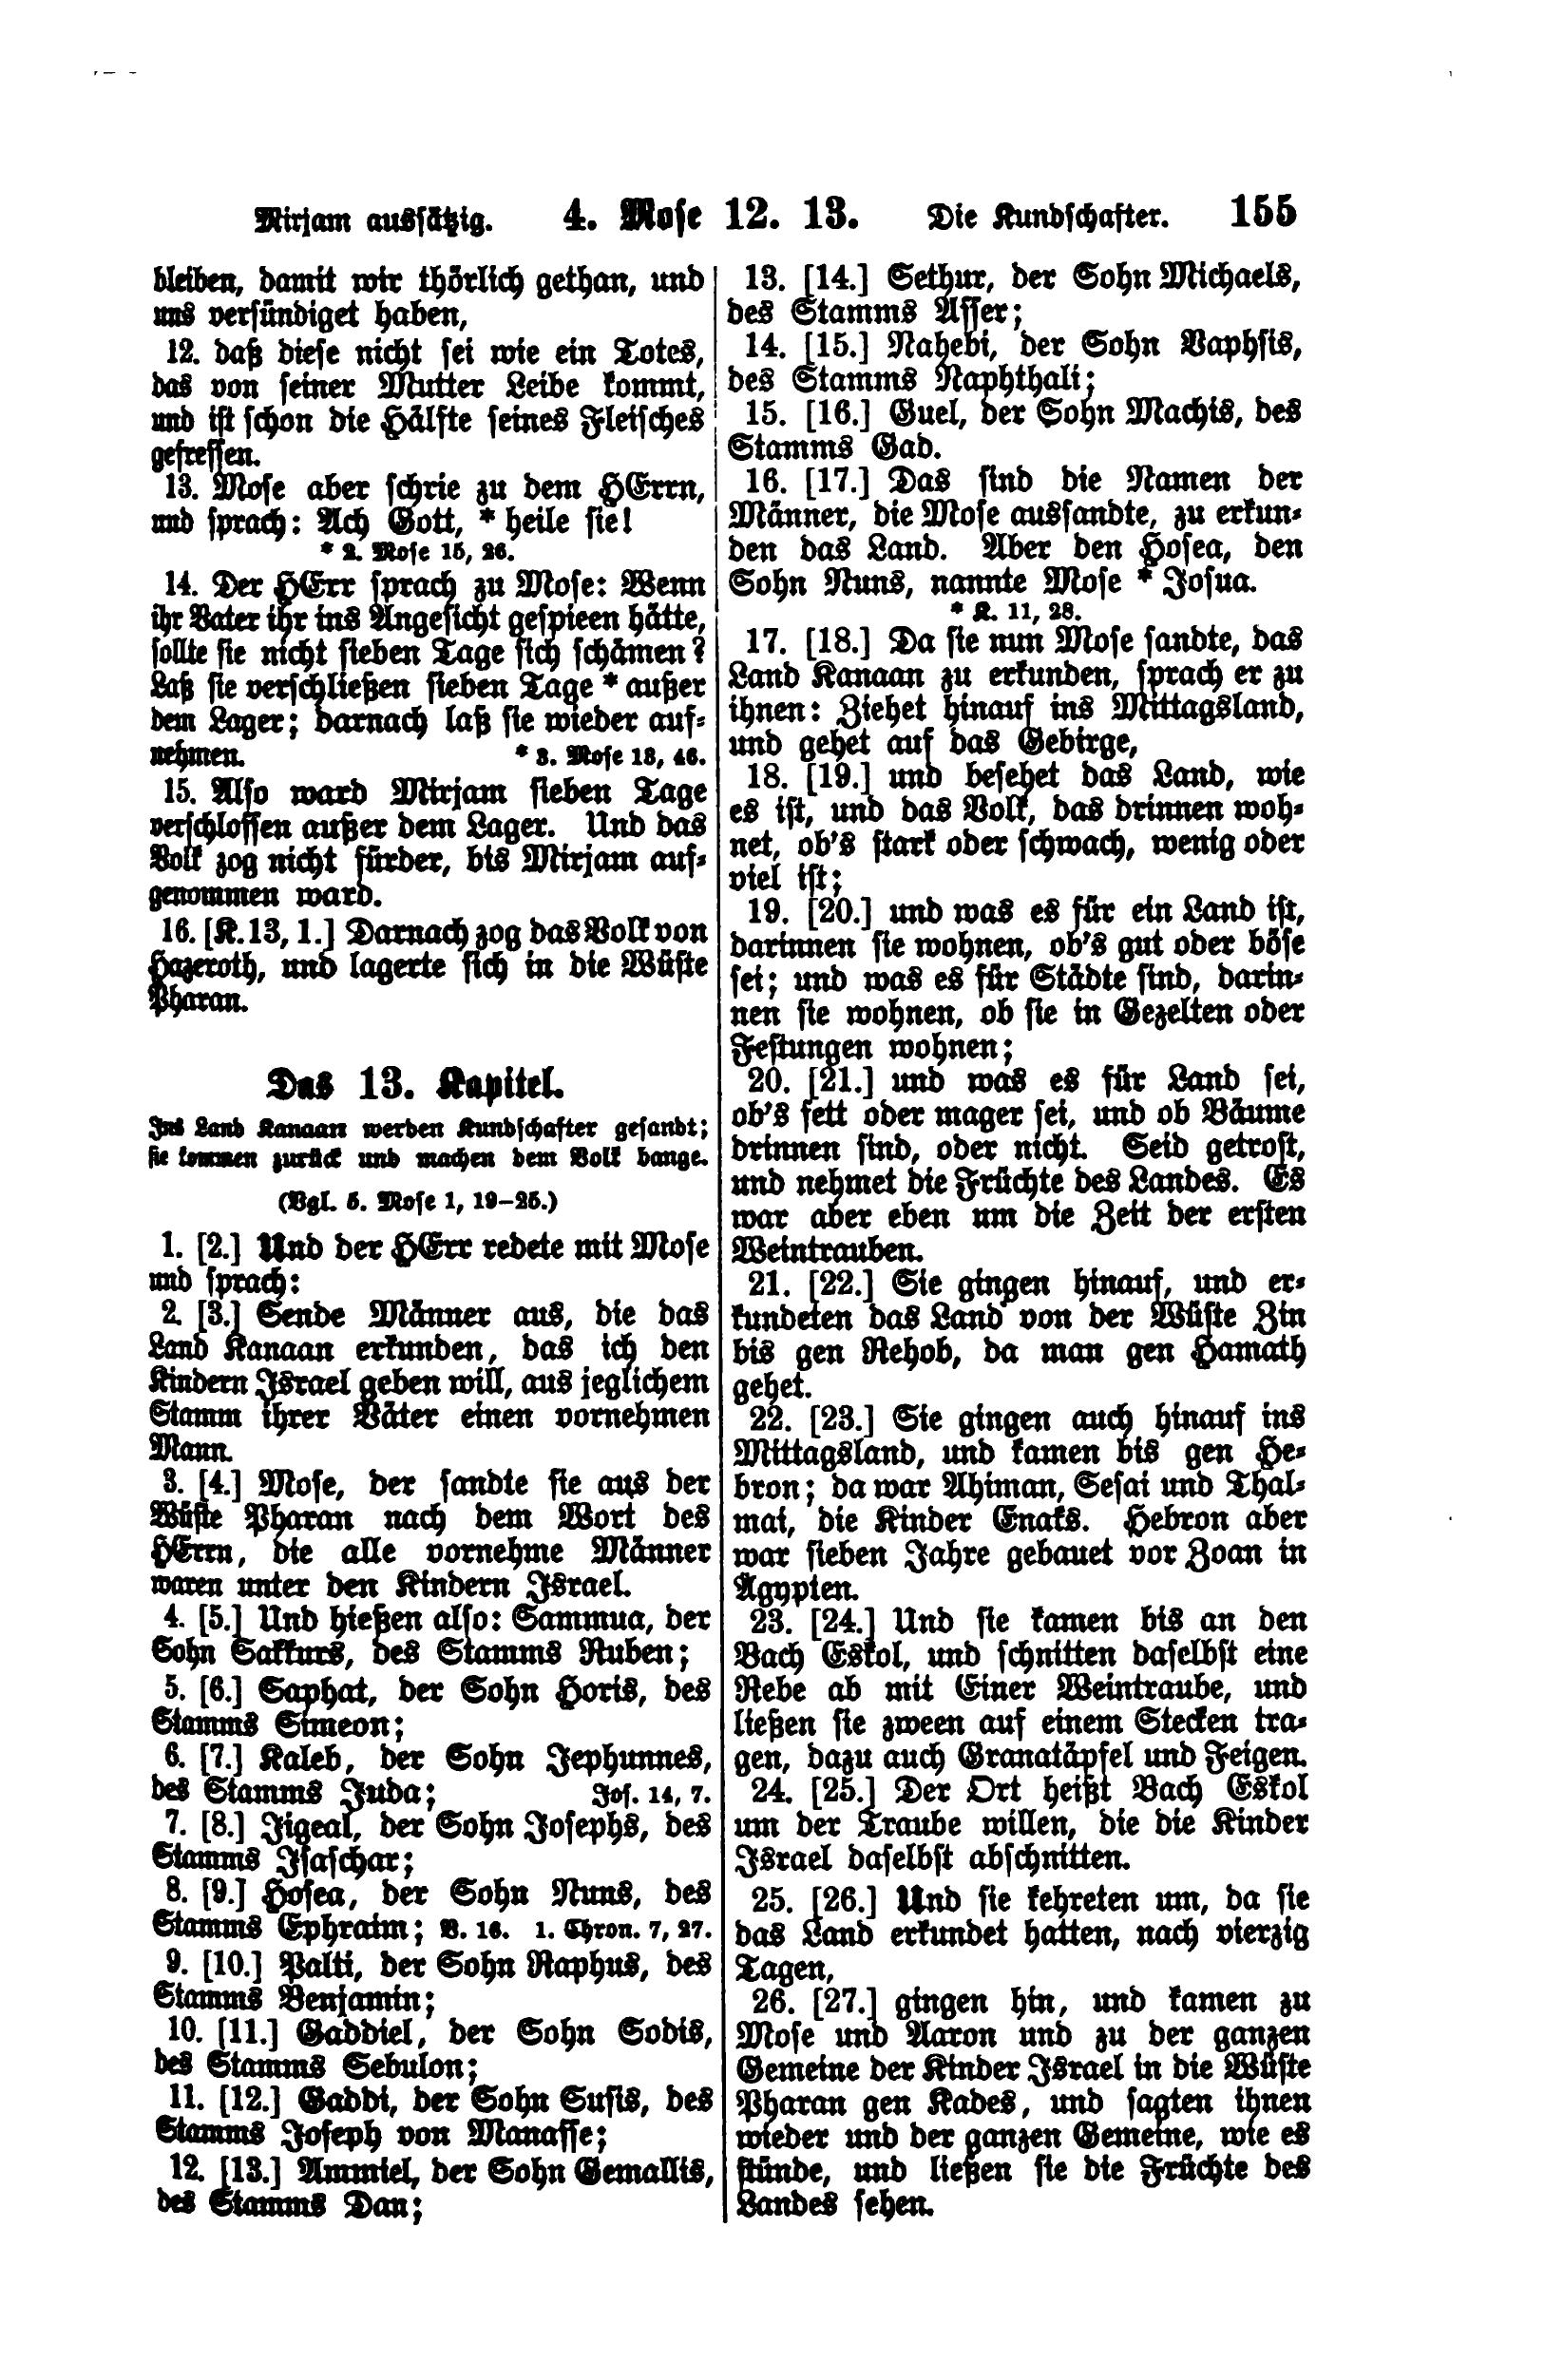 Mirjam aussätzig. 4. Mose 12. 13. Die Kundschafter. 155
bleiben, damit wir thörlich gethan, und
uns versündiget haben,
12. daß diese nicht sei wie ein Totes,
das von seiner Mutter Leibe kommt,
und ist schon die Hälfte seines Fleisches
gefressen.
13. Mose aber schrie zu dem HErrn,
und sprach: Ach Gott, * heile sie!
* 2. Mose 15, 26.
14. Der HErr sprach zu Mose: Wenn
ihr Vater ihr ins Angesicht gespieen hätte,
sollte sie nicht sieben Tage sich schämen?
Laß sie verschließen sieben Tage * außer
dem Lager; darnach laß sie wieder auf-
nehmen. * 3. Mose 13, 46.
15. Also ward Mirjam sieben Tage
verschlossen außer dem Lager. Und das
Volk zog nicht fürder, bis Mirjam auf-
genommen ward.
16. [K. 13, 1.] Darnach zog das Volk von
Hazeroth, und lagerte sich in die Wüste
Pharan.
Das 13. Kapitel.
Ins Land Kanaan werden Kundschafter gesandt;
sie kommen zurück und machen dem Volk bange.
(Vgl. 5. Mose 1, 19–25.)
1. [2.] Und der HErr redete mit Mose
und sprach:
2. [3.] Sende Männer aus, die das
Land Kanaan erkunden, das ich den
Kindern Israel geben will, aus jeglichem
Stamm ihrer Väter einen vornehmen
Mann.
3. [4.] Mose, der sandte sie aus der
Wüste Pharan nach dem Wort des
HErrn, die alle vornehme Männer
waren unter den Kindern Israel.
4. [5.] Und hießen also: Sammua, der
Sohn Sakkurs, des Stamms Ruben;
5. [6.] Saphat, der Sohn Horis, des
Stamms Simeon;
6. [7.] Kaleb, der Sohn Jephunnes,
des Stamms Juda; Jos. 14, 7.
7. [8.] Jigeal, der Sohn Josephs, des
Stamms Isaschar;
8. [9.] Hosea, der Sohn Nuns, des
Stamms Ephraim; V. 16. 1. Chron. 7, 27.
9. [10.] Palti, der Sohn Raphus, des
Stamms Benjamin;
10. [11.] Gaddiel, der Sohn Sodis,
des Stamms Sebulon;
11. [12.] Gaddi, der Sohn Susis, des
Stamms Joseph von Manasse;
12. [13.] Ammiel, der Sohn Gemallis,
des Stamms Dan;
13. [14.] Sethur, der Sohn Michaels,
des Stamms Asser;
14. [15.] Nahebi, der Sohn Vaphsis,
des Stamms Naphthali;
15. [16.] Guel, der Sohn Machis, des
Stamms Gad.
16. [17.] Das sind die Namen der
Männer, die Mose aussandte, zu erkun-
den das Land. Aber den Hosea, den
Sohn Nuns, nannte Mose * Josua.
* K. 11, 28.
17. [18.] Da sie nun Mose sandte, das
Land Kanaan zu erkunden, sprach er zu
ihnen: Ziehet hinauf ins Mittagsland,
und gehet auf das Gebirge,
18. [19.] und besehet das Land, wie
es ist, und das Volk, das drinnen woh-
net, ob's stark oder schwach, wenig oder
viel ist;
19. [20.] und was es für ein Land ist,
darinnen sie wohnen, ob's gut oder böse
sei; und was es für Städte sind, darin-
nen sie wohnen, ob sie in Gezelten oder
Festungen wohnen;
20. [21.] und was es für Land sei,
ob's fett oder mager sei, und ob Bäume
drinnen sind, oder nicht. Seid getrost,
und nehmet die Früchte des Landes. Es
war aber eben um die Zeit der ersten
Weintrauben.
21. [22.] Sie gingen hinauf, und er-
kundeten das Land von der Wüste Zin
bis gen Rehob, da man gen Hamath
gehet.
22. [23.] Sie gingen auch hinauf ins
Mittagsland, und kamen bis gen He-
bron; da war Ahiman, Sesai und Thal-
mai, die Kinder Enaks. Hebron aber
war sieben Jahre gebauet vor Zoan in
Ägypten.
23. [24.] Und sie kamen bis an den
Bach Eskol, und schnitten daselbst eine
Rebe ab mit Einer Weintraube, und
ließen sie zween auf einem Stecken tra-
gen, dazu auch Granatäpfel und Feigen.
24. [25.] Der Ort heißt Bach Eskol
um der Traube willen, die die Kinder
Israel daselbst abschnitten.
25. [26.] Und sie kehreten um, da sie
das Land erkundet hatten, nach vierzig
Tagen,
26. [27.] gingen hin, und kamen zu
Mose und Aaron und zu der ganzen
Gemeine der Kinder Israel in die Wüste
Pharan gen Kades, und sagten ihnen
wieder und der ganzen Gemeine, wie es
stünde, und ließen sie die Früchte des
Landes sehen.